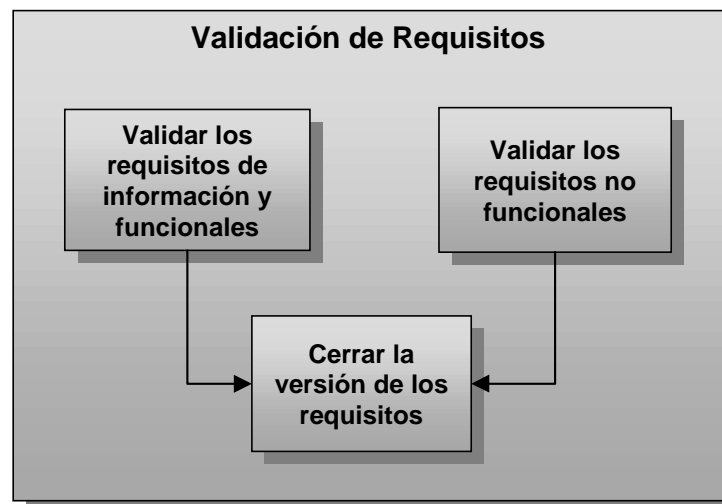 Validación de Requisitos
Validar los
requisitos de
información y
funcionales
Validar los
requisitos no
funcionales
Cerrar la
versión de los
requisitos